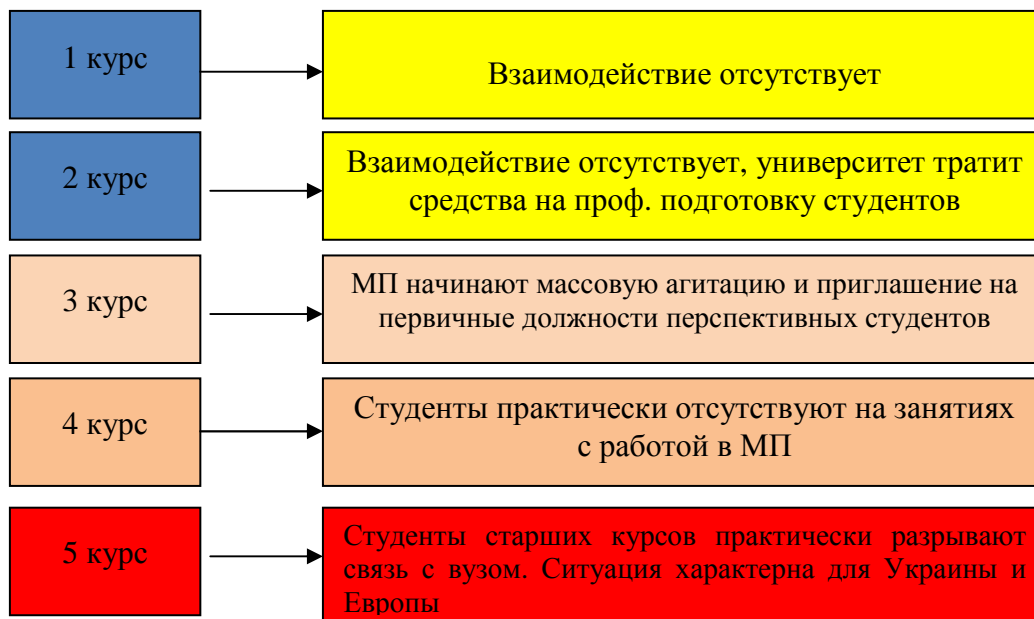 1 курс
Взаимодействие отсутствует
2 курс
Взаимодействие отсутствует, университет тратит
средства на проф. подготовку студентов
3 курс
МП начинают массовую агитацию и приглашение на
первичные должности перспективных студентов
4 курс
Студенты практически отсутствуют на занятиях
с работой в МП
5 курс
Студенты старших курсов практически разрывают
связь с вузом. Ситуация характерна для Украины и
Европы